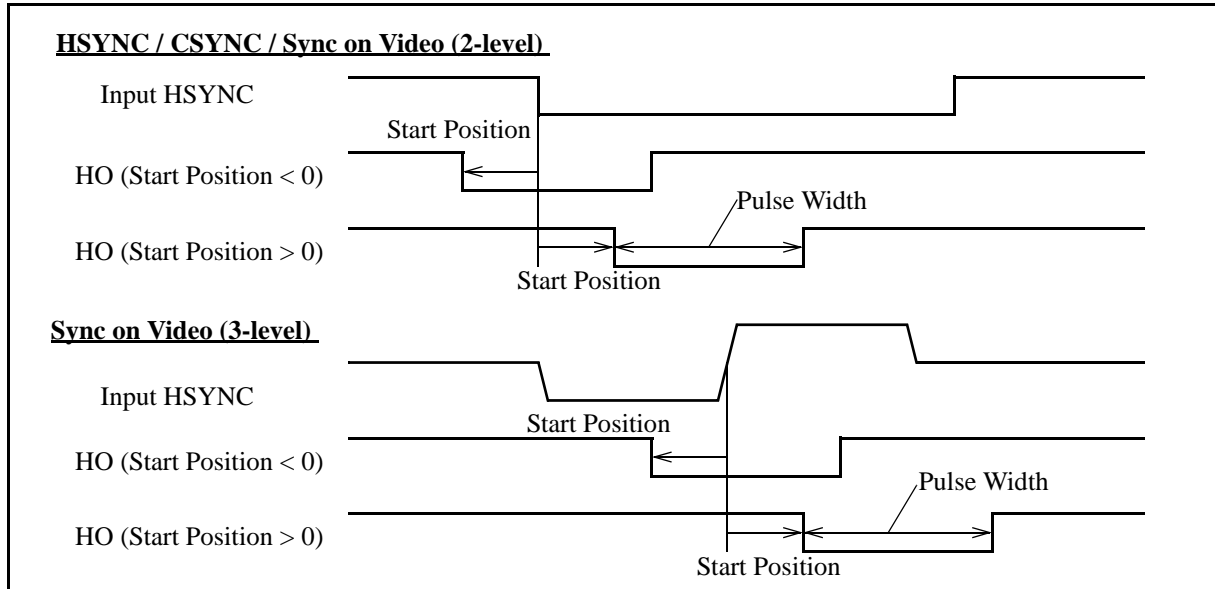 HSYNC / CSYNC / Sync on Video (2-level)
Input HSYNC
Start Position
HO (Start Position < 0)
Pulse Width
HO (Start Position > 0)
Start Position
Sync on Video (3-level)
Input HSYNC
Start Position
HO (Start Position < 0)
Pulse Width
HO (Start Position > 0)
Start Position